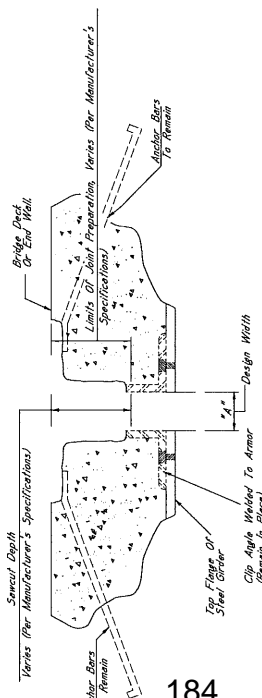 Sawcut Depth
Varies (Per Manufacturer's Specifications)
Bridge Deck
Or End Wall.
Limits Of Joint Preparation, Varies (Per Manufacturer's
Specifications)
Anchor Bars
To Remain
Bars
Remain
Top Flange Of
Steel Girder
Clip Angle Welded To Armor
(Remain In Place)
"A"
Design Width
184